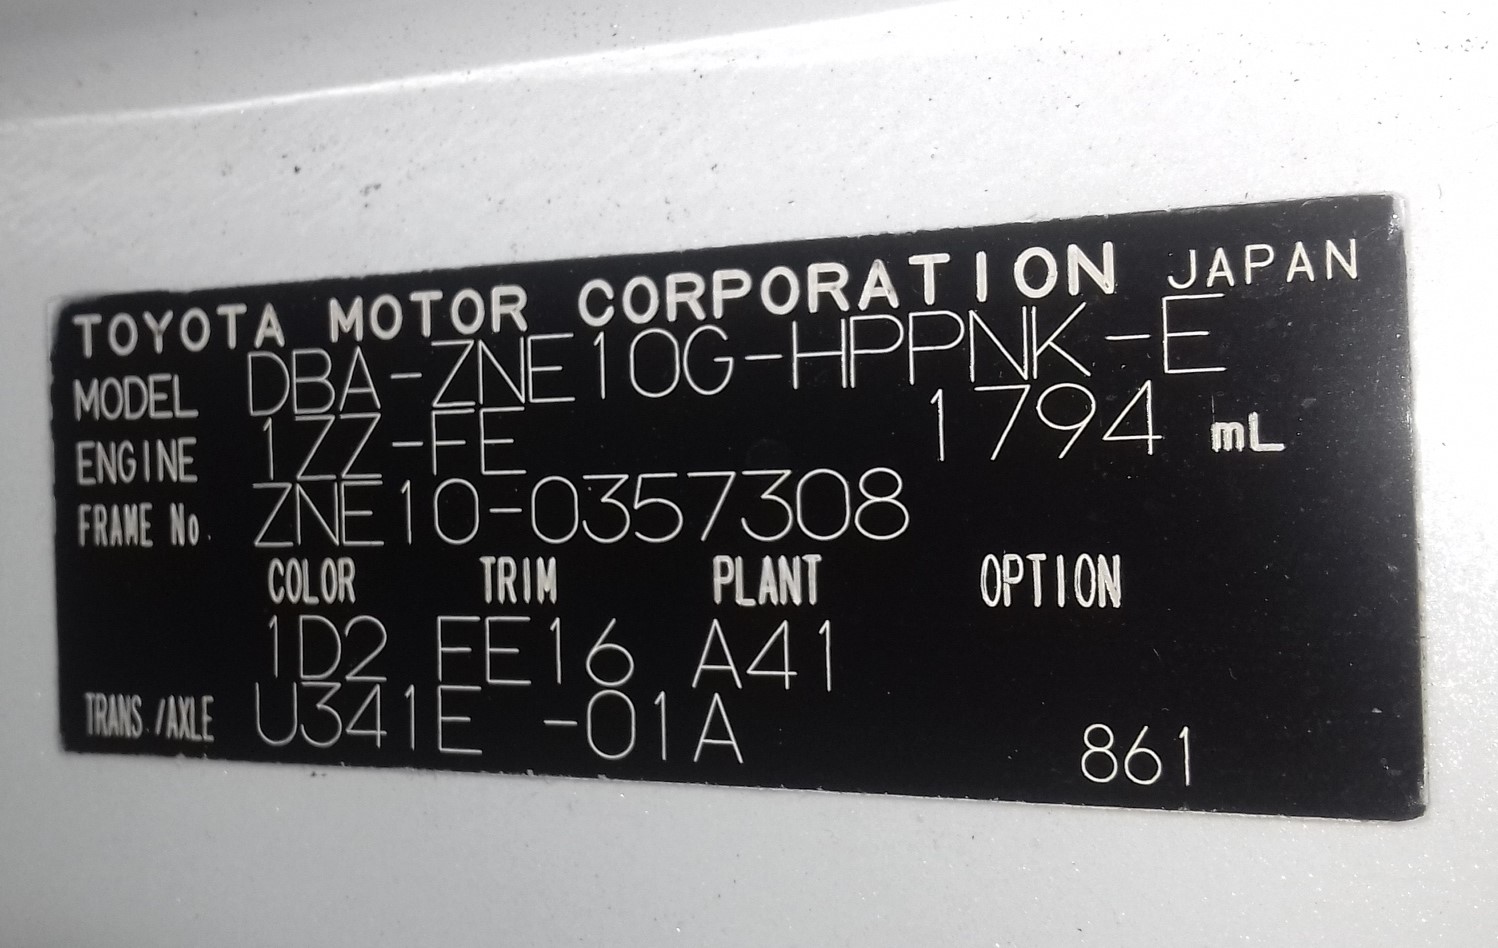 TOYOTA MOTOR CORPORATION JAPAN
MODEL DBA-ZNE10G-HPPNK-E
ENGINE 1ZZ-FE 1794 mL
FRAME No. ZNE10-0357308
COLOR TRIM PLANT OPTION
1D2 FE16 A41
TRANS./AXLE U341E -01A
861